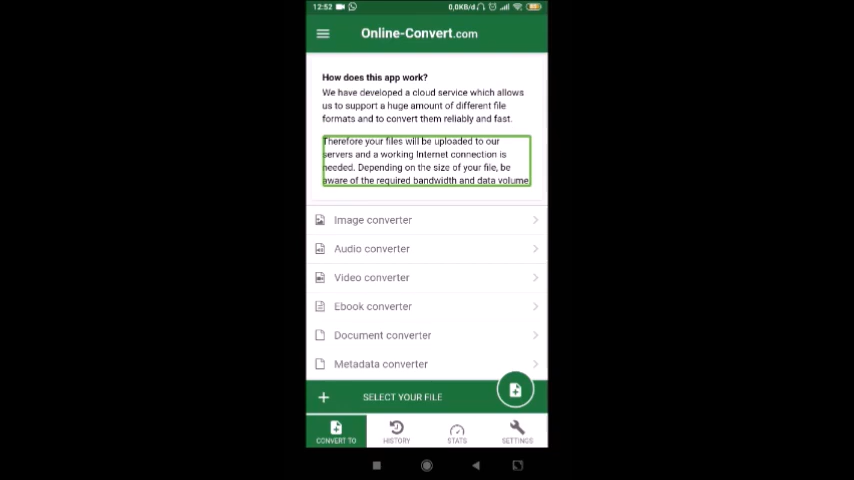 12:52
0,0KB/d
Online-Convert.com
How does this app work?
We have developed a cloud service which allows
us to support a huge amount of different file
formats and to convert them reliably and fast.
Therefore your files will be uploaded to our
servers and a working Internet connection is
needed. Depending on the size of your file, be
aware of the required bandwidth and data volume.
Image converter
Audio converter
Video converter
Ebook converter
Document converter
Metadata converter
SELECT YOUR FILE
CONVERT TO
HISTORY
STATS
SETTINGS